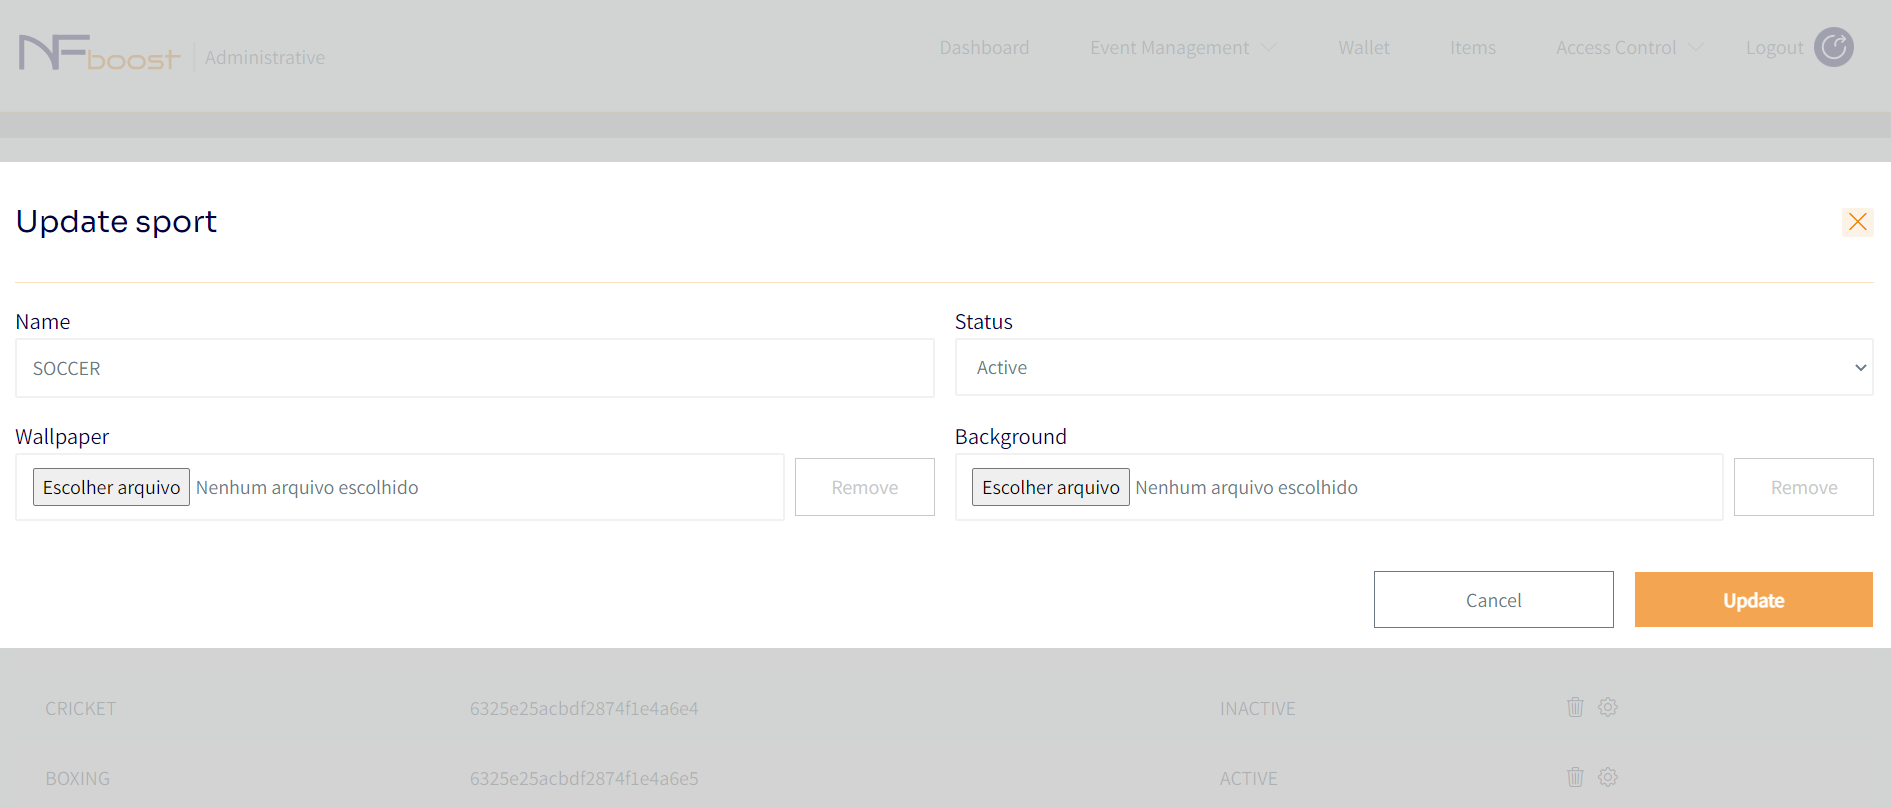 NFboost Administrative Dashboard Event Management Wallet Items Access Control Logout
Update sport
Name Status
SOCCER Active
Wallpaper Background
Escolher arquivo Nenhum arquivo escolhido Remove Escolher arquivo Nenhum arquivo escolhido Remove
Cancel Update
CRICKET 6325e25acbdf2874f1e4a6e4 INACTIVE
BOXING 6325e25acbdf2874f1e4a6e5 ACTIVE